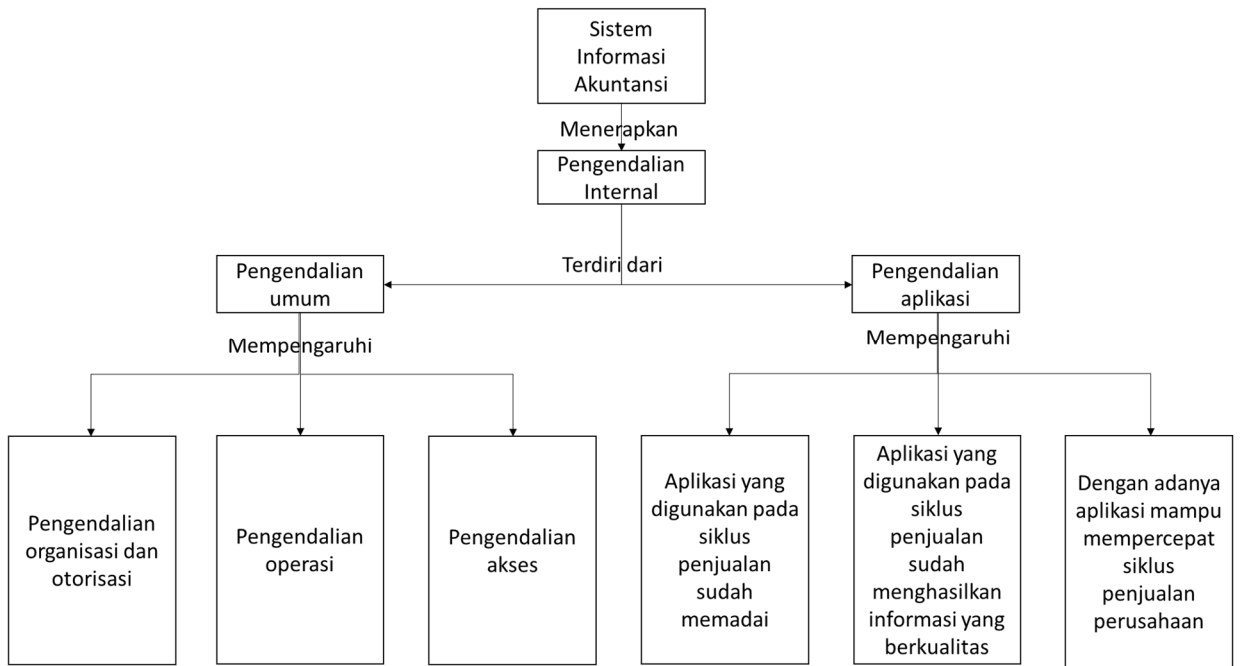 Sistem
Informasi
Akuntansi
Menerapkan
Pengendalian
Internal
Terdiri dari
Pengendalian
umum
Pengendalian
aplikasi
Mempengaruhi
Mempengaruhi
Pengendalian
organisasi dan
otorisasi
Pengendalian
operasi
Pengendalian
akses
Aplikasi yang
digunakan pada
siklus
penjualan
sudah
memadai
Aplikasi yang
digunakan pada
siklus
penjualan
sudah
menghasilkan
informasi yang
berkualitas
Dengan adanya
aplikasi mampu
mempercepat
siklus
penjualan
perusahaan